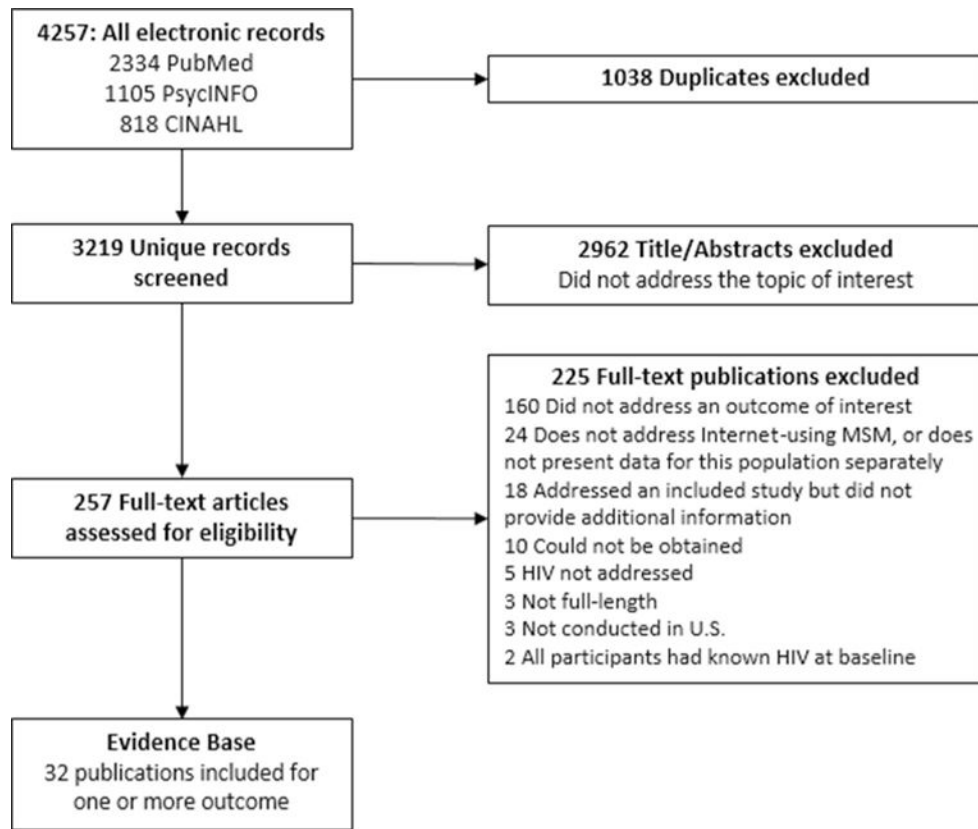 4257: All electronic records
2334 PubMed
1105 PsycINFO
818 CINAHL
1038 Duplicates excluded
3219 Unique records
screened
2962 Title/Abstracts excluded
Did not address the topic of interest
257 Full-text articles
assessed for eligibility
225 Full-text publications excluded
160 Did not address an outcome of interest
24 Does not address Internet-using MSM, or does
not present data for this population separately
18 Addressed an included study but did not
provide additional information
10 Could not be obtained
5 HIV not addressed
3 Not full-length
3 Not conducted in U.S.
2 All participants had known HIV at baseline
Evidence Base
32 publications included for
one or more outcome